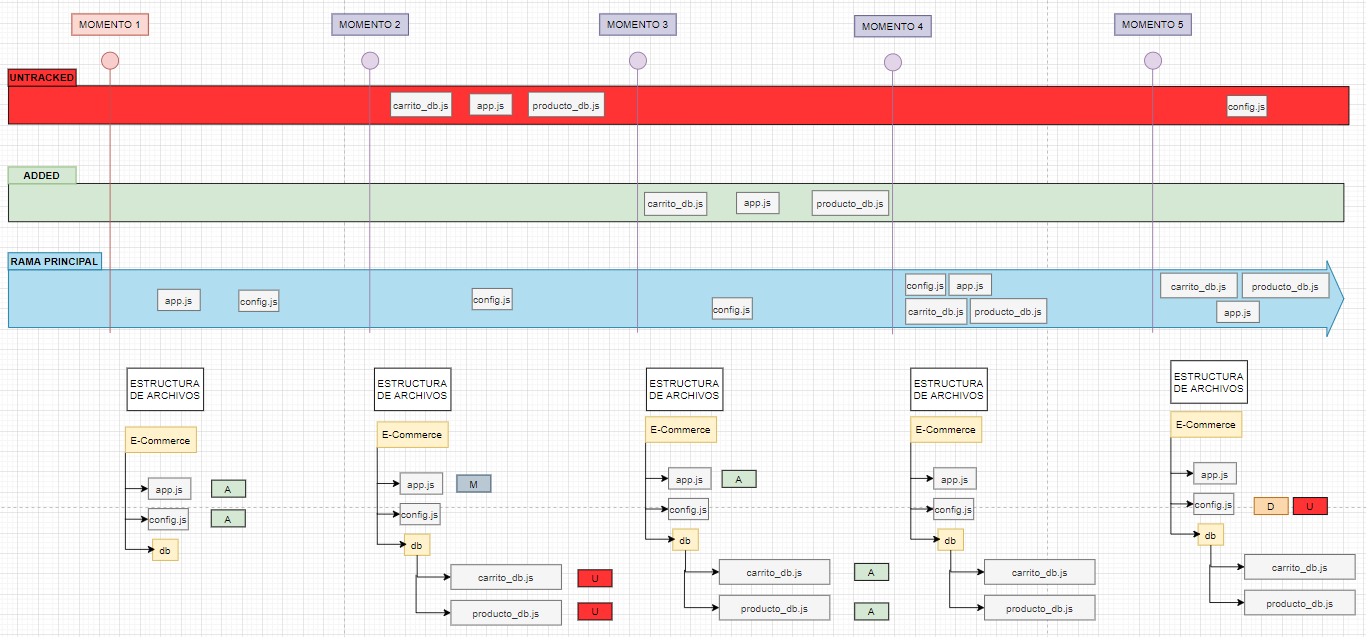 MOMENTO 1
MOMENTO 2
MOMENTO 3
MOMENTO 4
MOMENTO 5
UNTRACKED
carrito_db.js
app.js
producto_db.js
config.js
ADDED
carrito_db.js
app.js
producto_db.js
RAMA PRINCIPAL
app.js
config.js
config.js
config.js
config.js
app.js
carrito_db.js
producto_db.js
carrito_db.js
producto_db.js
app.js
ESTRUCTURA
DE ARCHIVOS
E-Commerce
app.js
A
config.js
A
db
ESTRUCTURA
DE ARCHIVOS
E-Commerce
app.js
M
config.js
db
carrito_db.js
U
producto_db.js
U
ESTRUCTURA
DE ARCHIVOS
E-Commerce
app.js
A
config.js
db
carrito_db.js
A
producto_db.js
A
ESTRUCTURA
DE ARCHIVOS
E-Commerce
app.js
config.js
db
carrito_db.js
producto_db.js
ESTRUCTURA
DE ARCHIVOS
E-Commerce
app.js
config.js
D
U
db
carrito_db.js
producto_db.js